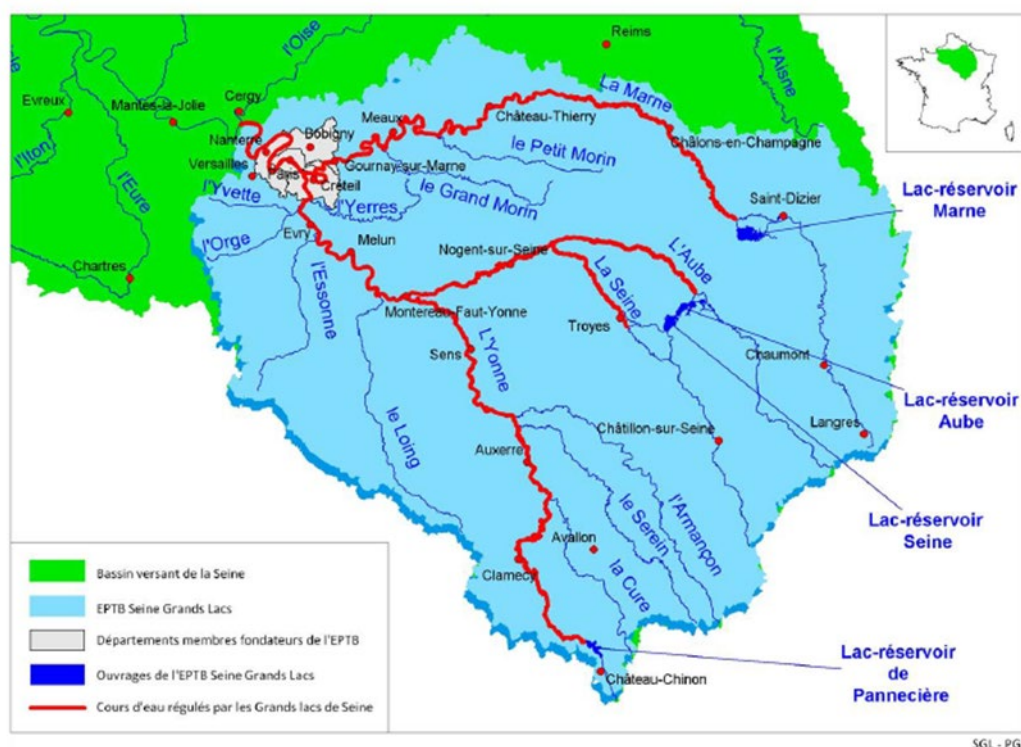 Reims
l'Oise
l'Aisne
Evreux
Mantes-la-Jolie
Cergy
La Marne
Meaux
Château-Thierry
Nanterre
Bobigny
Châlons-en-Champagne
l'Iton
l'Eure
Versailles
Paris
Gournay-sur-Marne
le Petit Morin
Créteil
l'Yvette
l'Yerres
le Grand Morin
Saint-Dizier
Lac-réservoir
Marne
l'Orge
Evry
Melun
Nogent-sur-Seine
L'Aube
Chartres
l'Essonne
La Seine
Montereau-Faut-Yonne
Troyes
Sens
L'Yonne
Chaumont
Lac-réservoir
Aube
le Loing
Châtillon-sur-Seine
Langres
Auxerre
l'Armançon
le Serein
Lac-réservoir
Seine
Avallon
la Cure
Clamecy
Lac-réservoir
de
Pannecière
Château-Chinon
Bassin versant de la Seine
EPTB Seine Grands Lacs
Départements membres fondateurs de l'EPTB
Ouvrages de l'EPTB Seine Grands Lacs
Cours d'eau régulés par les Grands lacs de Seine